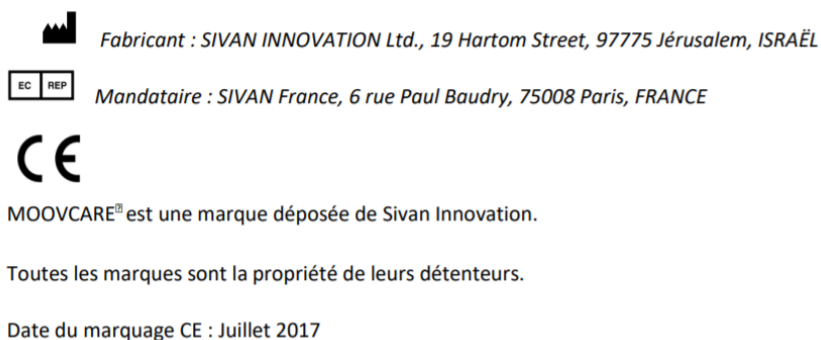 Fabricant : SIVAN INNOVATION Ltd., 19 Hartom Street, 97775 Jérusalem, ISRAËL
EC REP
Mandataire : SIVAN France, 6 rue Paul Baudry, 75008 Paris, FRANCE
CE
MOOVCARE est une marque déposée de Sivan Innovation.
Toutes les marques sont la propriété de leurs détenteurs.
Date du marquage CE : Juillet 2017